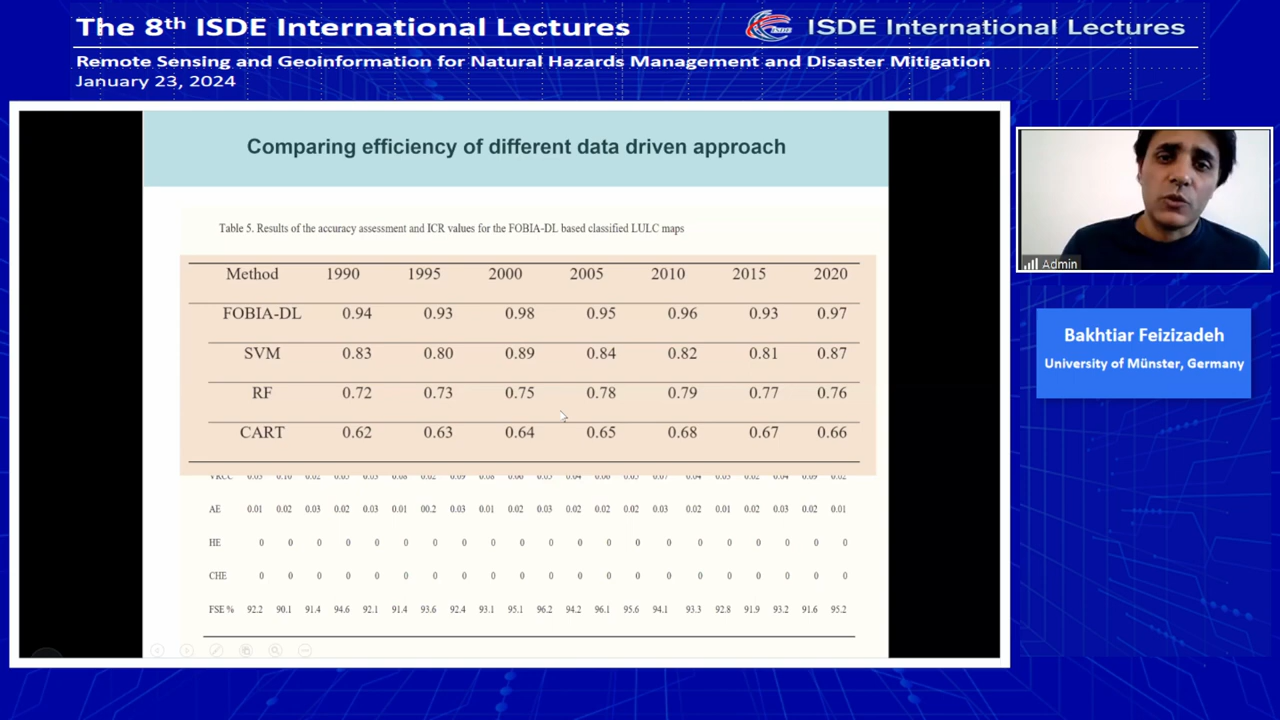 The 8th ISDE International Lectures
ISDE International Lectures
Remote Sensing and Geoinformation for Natural Hazards Management and Disaster Mitigation
January 23, 2024
Comparing efficiency of different data driven approach
Table 5. Results of the accuracy assessment and ICR values for the FOBIA-DL based classified LULC maps
Method 1990 1995 2000 2005 2010 2015 2020
FOBIA-DL 0.94 0.93 0.98 0.95 0.96 0.93 0.97
SVM 0.83 0.80 0.89 0.84 0.82 0.81 0.87
RF 0.72 0.73 0.75 0.78 0.79 0.77 0.76
CART 0.62 0.63 0.64 0.65 0.68 0.67 0.66
AE 0.01 0.02 0.03 0.02 0.03 0.01 00.2 0.03 0.01 0.02 0.03 0.02 0.02 0.02 0.03 0.02 0.01 0.02 0.03 0.02 0.01
HE 0 0 0 0 0 0 0 0 0 0 0 0 0 0 0 0 0 0 0 0 0
CHE 0 0 0 0 0 0 0 0 0 0 0 0 0 0 0 0 0 0 0 0 0
FSE % 92.2 90.1 91.4 94.6 92.1 91.4 93.6 92.4 93.1 95.1 96.2 94.2 96.1 95.6 94.1 93.3 92.8 91.9 93.2 91.6 95.2
Admin
Bakhtiar Feizizadeh
University of Münster, Germany